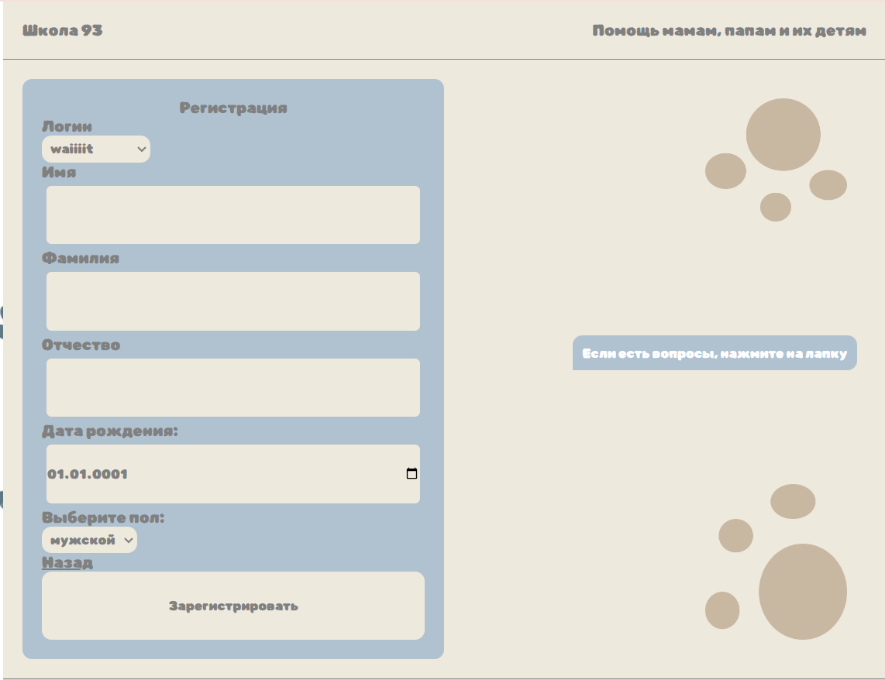 Школа 93
Помощь мамам, папам и их детям
Регистрация
Логин
waiiiit
Имя
Фамилия
Отчество
Дата рождения:
01.01.0001
Выберите пол:
мужской
Назад
Зарегистрировать
Если есть вопросы, нажмите на лапку